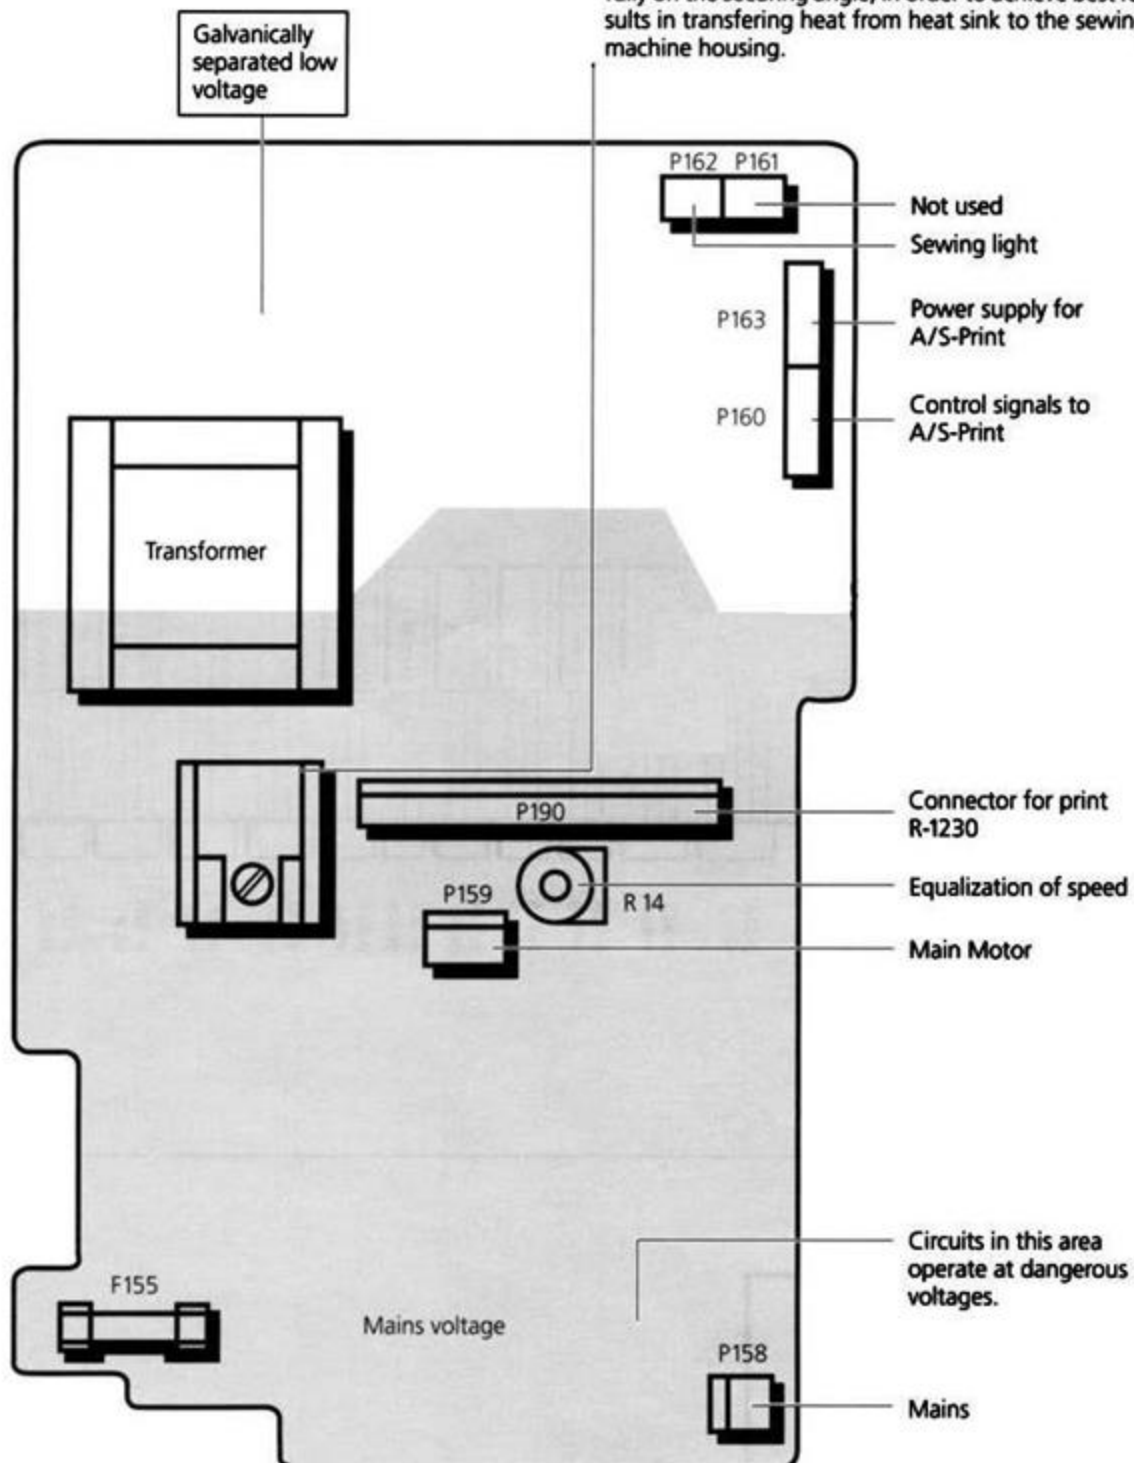 sults in transfering heat from heat sink to the sewin
machine housing.
Galvanically
separated low
voltage
P162 P161
Not used
Sewing light
P163
Power supply for
A/S-Print
P160
Control signals to
A/S-Print
Transformer
P190
Connector for print
R-1230
P159
R 14
Equalization of speed
Main Motor
Circuits in this area
operate at dangerous
voltages.
F155
Mains voltage
P158
Mains